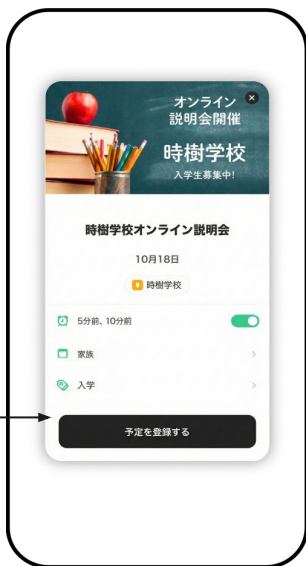 オンライン
説明会開催
時樹学校
入学生募集中!
時樹学校オンライン説明会
10月18日
時樹学校
5分前、10分前
家族
入学
予定を登録する